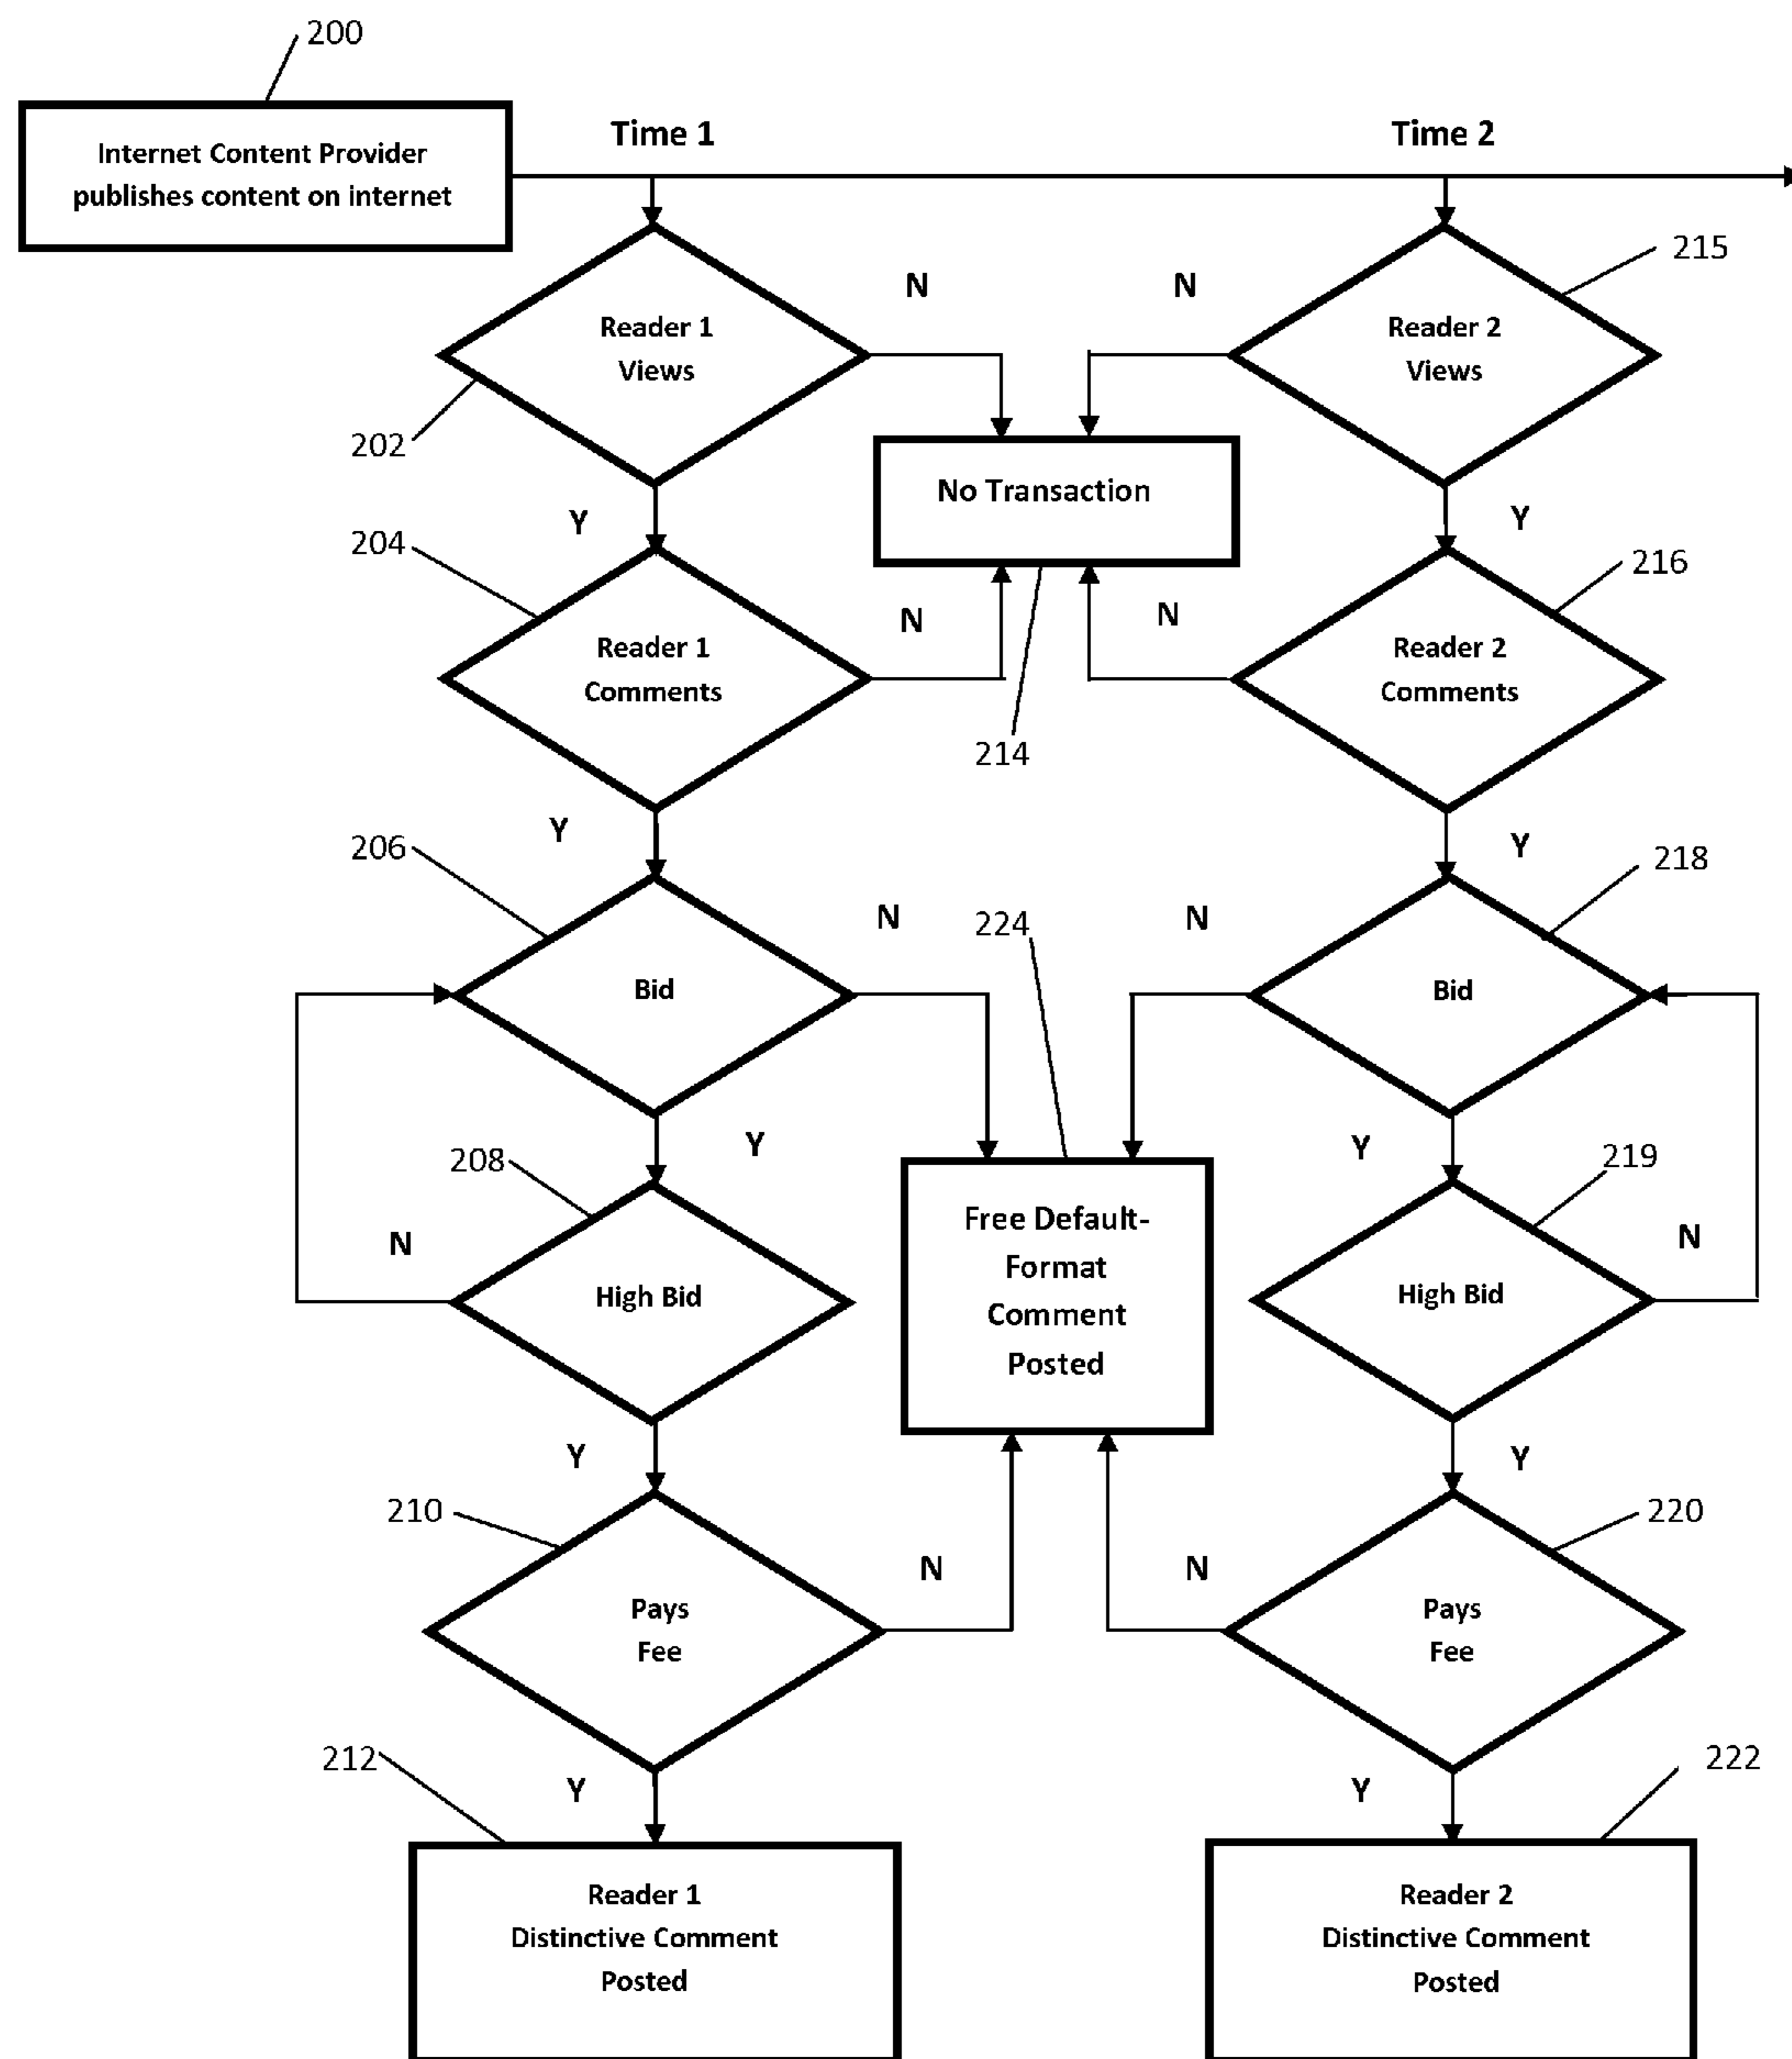 200
Internet Content Provider
publishes content on internet
Time 1
Time 2
215
N
N
Reader 1
Views
Reader 2
Views
202
No Transaction
Y
Y
204
216
N
N
Reader 1
Comments
Reader 2
Comments
214
Y
Y
206
218
N
224
N
Bid
Bid
Y
Y
208
219
N
Free Default-
Format
Comment
Posted
N
High Bid
High Bid
Y
Y
210
220
N
N
Pays
Fee
Pays
Fee
212
222
Y
Y
Reader 1
Distinctive Comment
Posted
Reader 2
Distinctive Comment
Posted